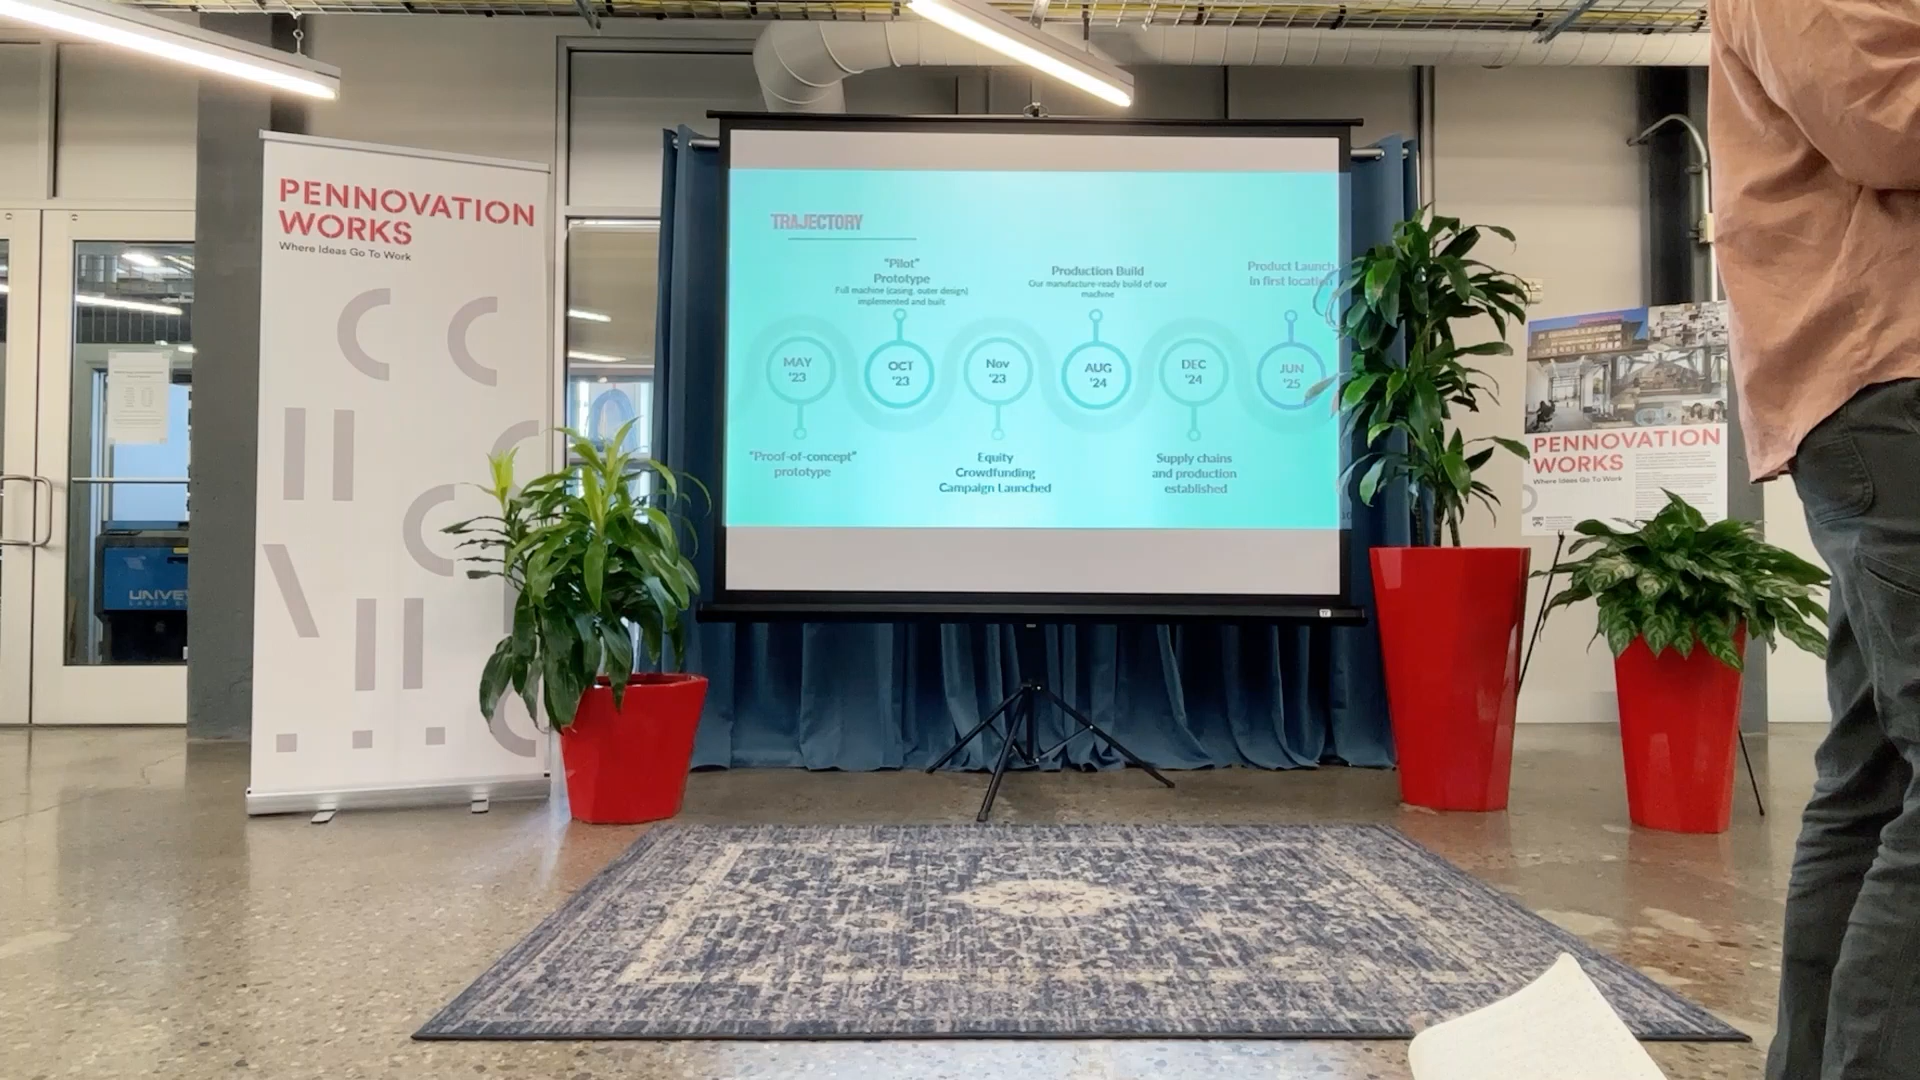 PENNOVATION
WORKS
Where Ideas Go To Work
TRAJECTORY
"Pilot"
Prototype
Full machine (casing, outer design)
implemented and built
Production Build
Our manufacture-ready build of our
machine
Product Launch
in first location
MAY
'23
OCT
'23
Nov
'23
AUG
'24
DEC
'24
JUN
'25
"Proof-of-concept"
prototype
Equity
Crowdfunding
Campaign Launched
Supply chains
and production
established
10
PENNOVATION
WORKS
Where Ideas Go To Work